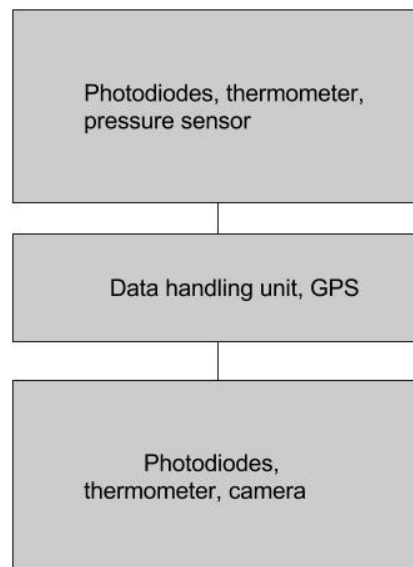 Photodiodes, thermometer,
pressure sensor
Data handling unit, GPS
Photodiodes,
thermometer, camera